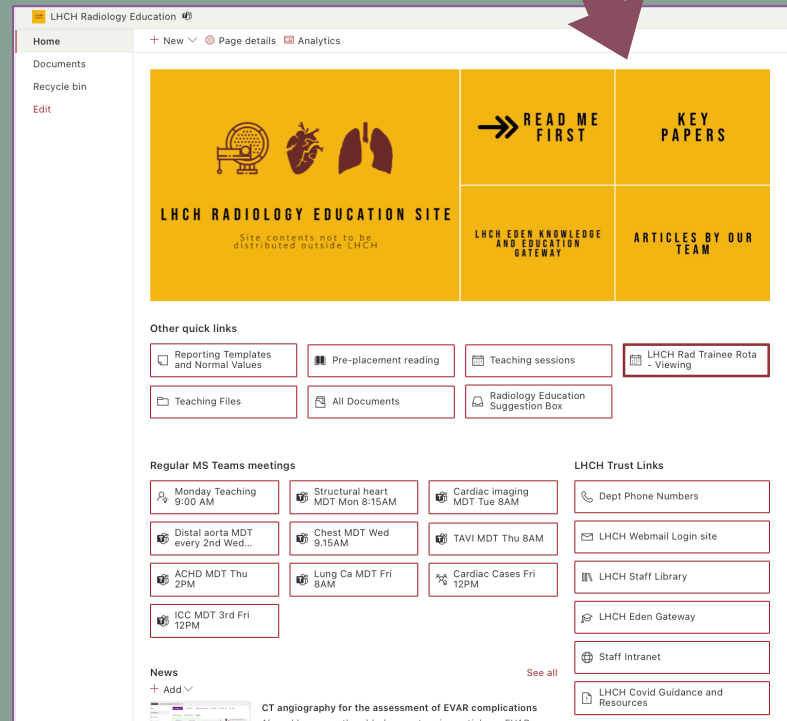 LHCH Radiology Education
Home
Documents
Recycle bin
Edit
New
Page details
Analytics
LHCH RADIOLOGY EDUCATION SITE
Site contents not to be
distributed outside LHCH
READ ME
FIRST
KEY
PAPERS
LHCH EDEN KNOWLEDGE
AND EDUCATION
GATEWAY
ARTICLES BY OUR
TEAM
Other quick links
Reporting Templates
and Normal Values
Pre-placement reading
Teaching sessions
LHCH Rad Trainee Rota
- Viewing
Teaching Files
All Documents
Radiology Education
Suggestion Box
Regular MS Teams meetings
Monday Teaching
9:00 AM
Structural heart
MDT Mon 8:15AM
Cardiac imaging
MDT Tue 8AM
Distal aorta MDT
every 2nd Wed...
Chest MDT Wed
9.15AM
TAVI MDT Thu 8AM
ACHD MDT Thu
2PM
Lung Ca MDT Fri
8AM
Cardiac Cases Fri
12PM
ICC MDT 3rd Fri
12PM
LHCH Trust Links
Dept Phone Numbers
LHCH Webmail Login site
LHCH Staff Library
LHCH Eden Gateway
Staff Intranet
LHCH Covid Guidance and
Resources
News
See all
Add
CT angiography for the assessment of EVAR complications